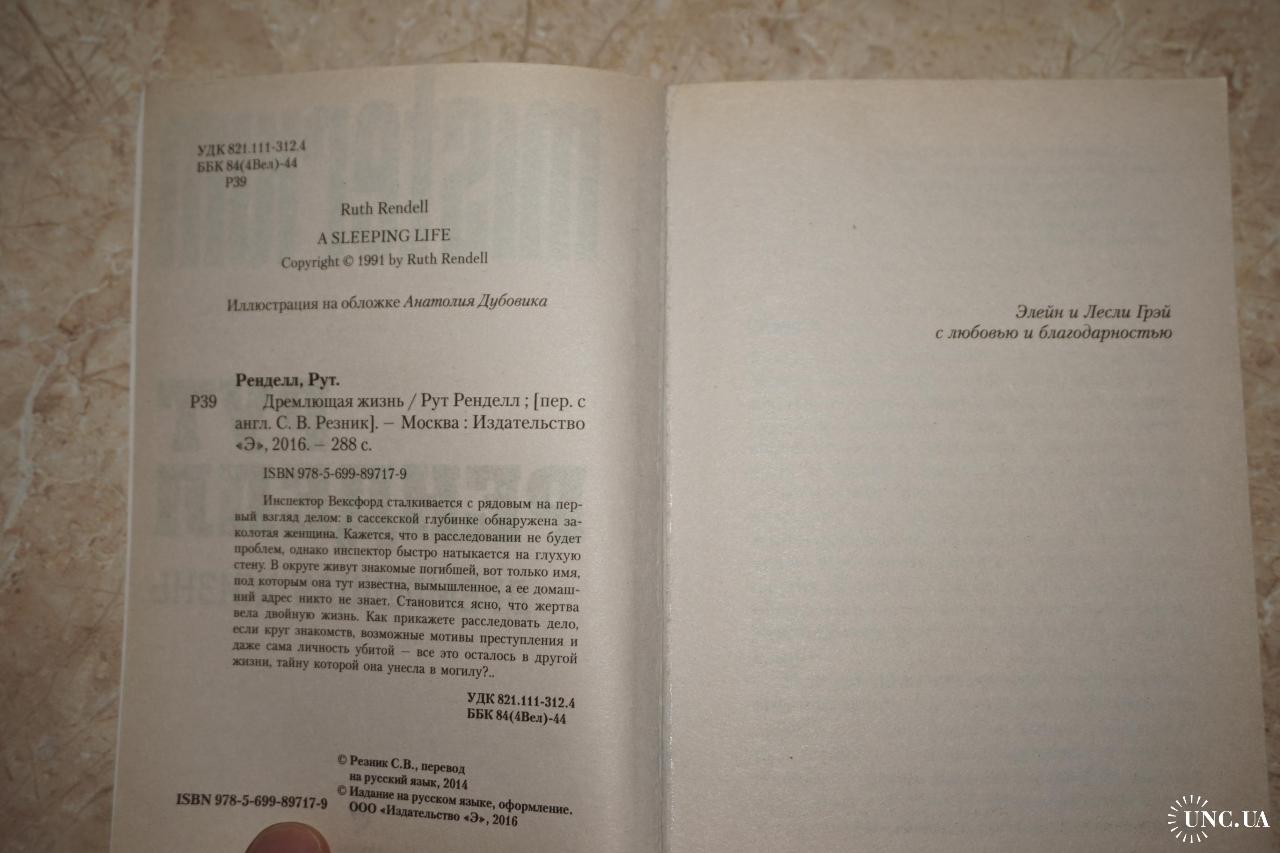 УДК 821.111-312.4
ББК 84(4Вел)-44
Р39
Ruth Rendell
A SLEEPING LIFE
Copyright © 1991 by Ruth Rendell
Иллюстрация на обложке Анатолия Дубовика
Ренделл, Рут.
Р39 Дремлющая жизнь / Рут Ренделл ; [пер. с
англ. С. В. Резник]. — Москва : Издательство
«Э», 2016. — 288 с.
ISBN 978-5-699-89717-9
Инспектор Вексфорд сталкивается с рядовым на пер-
вый взгляд делом: в сассекской глубинке обнаружена за-
колотая женщина. Кажется, что в расследовании не будет
проблем, однако инспектор быстро натыкается на глухую
стену. В округе живут знакомые погибшей, вот только имя,
под которым она тут известна, вымышленное, а ее домаш-
ний адрес никто не знает. Становится ясно, что жертва
вела двойную жизнь. Как прикажете расследовать дело,
если круг знакомств, возможные мотивы преступления и
даже сама личность убитой — все это осталось в другой
жизни, тайну которой она унесла в могилу?..
УДК 821.111-312.4
ББК 84(4Вел)-44
© Резник С.В., перевод
на русский язык, 2014
© Издание на русском языке, оформление.
ООО «Издательство «Э», 2016
ISBN 978-5-699-89717-9
Элейн и Лесли Грэй
с любовью и благодарностью
UNC.UA